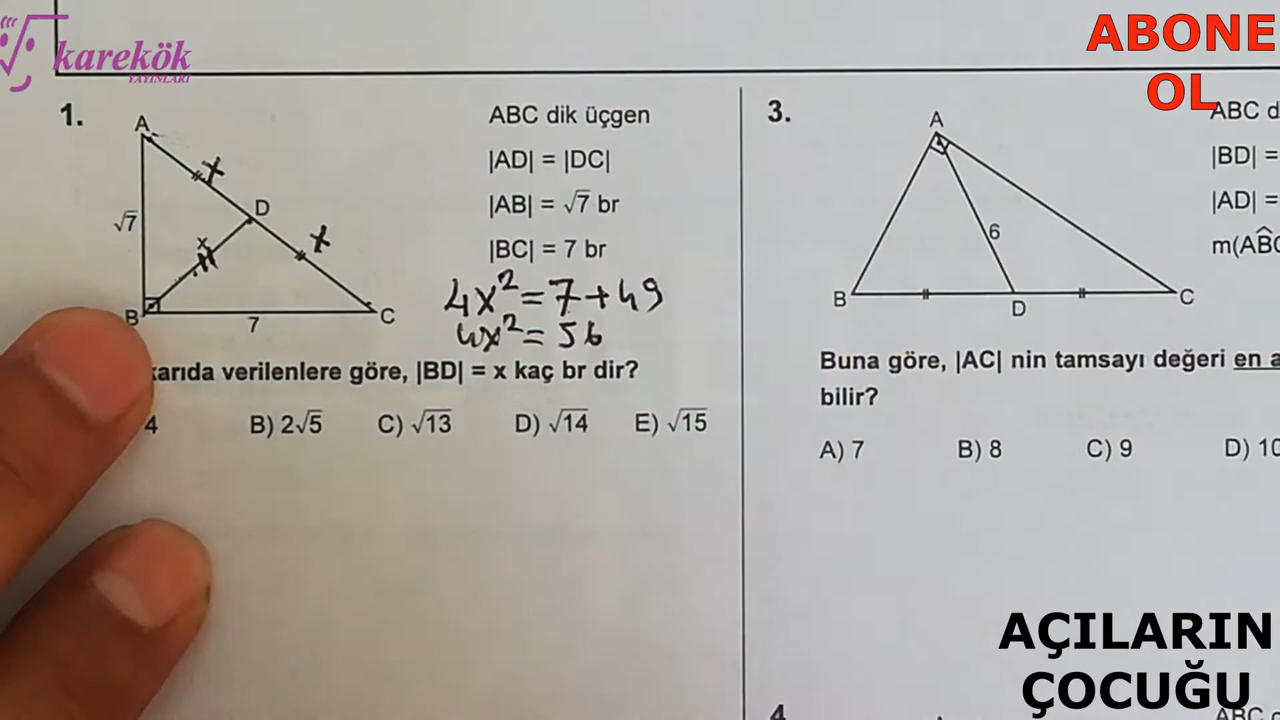 karekök
YAYINLARI
ABONE
OL
1.
ABC dik üçgen
|AD| = |DC|
|AB| = √7 br
|BC| = 7 br
A
x
D
√7
x
x
B
C
7
4x²=7+49
4x²=56
verilenlere göre, |BD| = x kaç br dir?
4
B) 2√5
C) √13
D) √14
E) √15
3.
ABC
|BD| =
|AD| =
A
6
B
D
C
Buna göre, |AC| nin tamsayı değeri en
bilir?
A) 7
B) 8
C) 9
D) 10
4
ABC
AÇILARIN
ÇOCUĞU